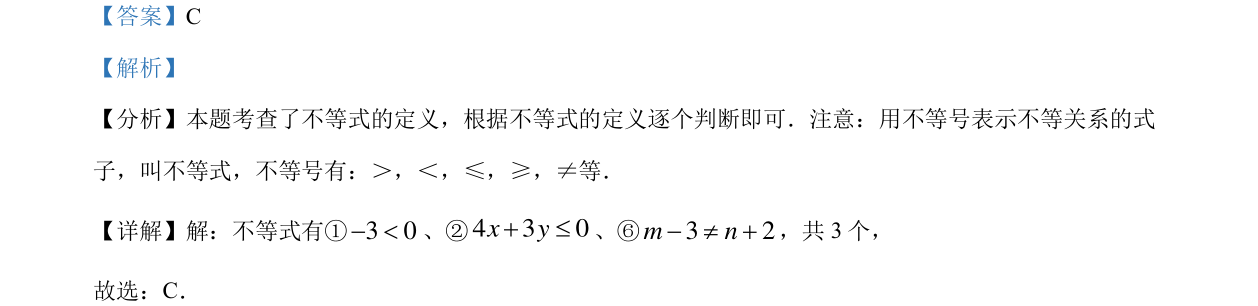 【答案】C
【解析】
【分析】本题考查了不等式的定义，根据不等式的定义逐个判断即可．注意：用不等号表示不等关系的式
子，叫不等式，不等号有：＞，＜，≤，≥，≠等．
【详解】解：不等式有①−3<0、②4x+3y≤0、⑥m−3≠n+2，共3个，
故选：C．